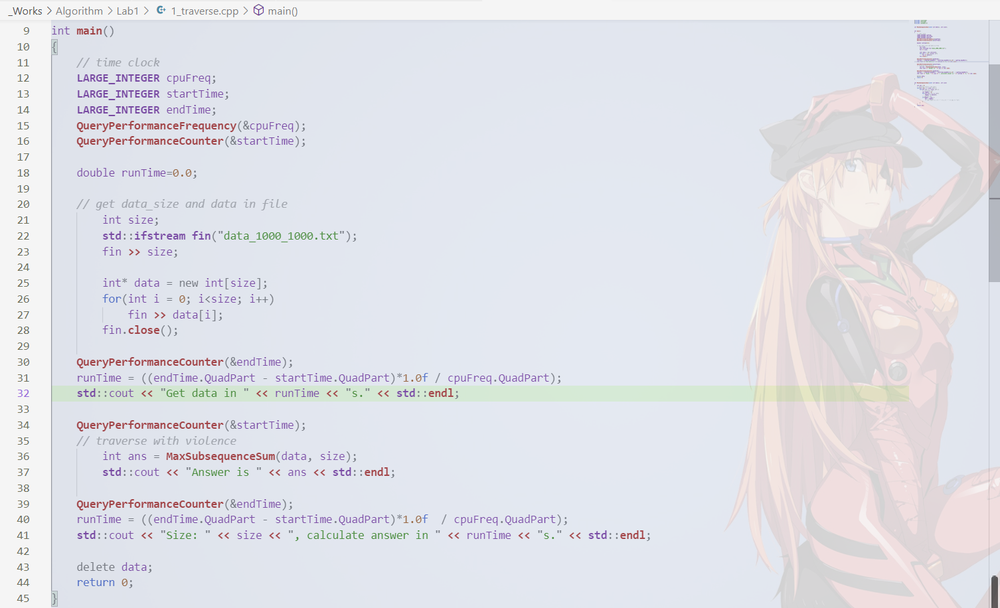 _Works > Algorithm > Lab1 > 1_traverse.cpp > main()
9 int main()
10 {
11 // time clock
12 LARGE_INTEGER cpuFreq;
13 LARGE_INTEGER startTime;
14 LARGE_INTEGER endTime;
15 QueryPerformanceFrequency(&cpuFreq);
16 QueryPerformanceCounter(&startTime);
17
18 double runTime=0.0;
19
20 // get data_size and data in file
21 int size;
22 std::ifstream fin("data_1000_1000.txt");
23 fin >> size;
24
25 int* data = new int[size];
26 for(int i = 0; i<size; i++)
27 fin >> data[i];
28 fin.close();
29
30 QueryPerformanceCounter(&endTime);
31 runTime = ((endTime.QuadPart - startTime.QuadPart)*1.0f / cpuFreq.QuadPart);
32 std::cout << "Get data in " << runTime << "s." << std::endl;
33
34 QueryPerformanceCounter(&startTime);
35 // traverse with violence
36 int ans = MaxSubsequenceSum(data, size);
37 std::cout << "Answer is " << ans << std::endl;
38
39 QueryPerformanceCounter(&endTime);
40 runTime = ((endTime.QuadPart - startTime.QuadPart)*1.0f  / cpuFreq.QuadPart);
41 std::cout << "Size: " << size << ", calculate answer in " << runTime << "s." << std::endl;
42
43 delete data;
44 return 0;
45 }